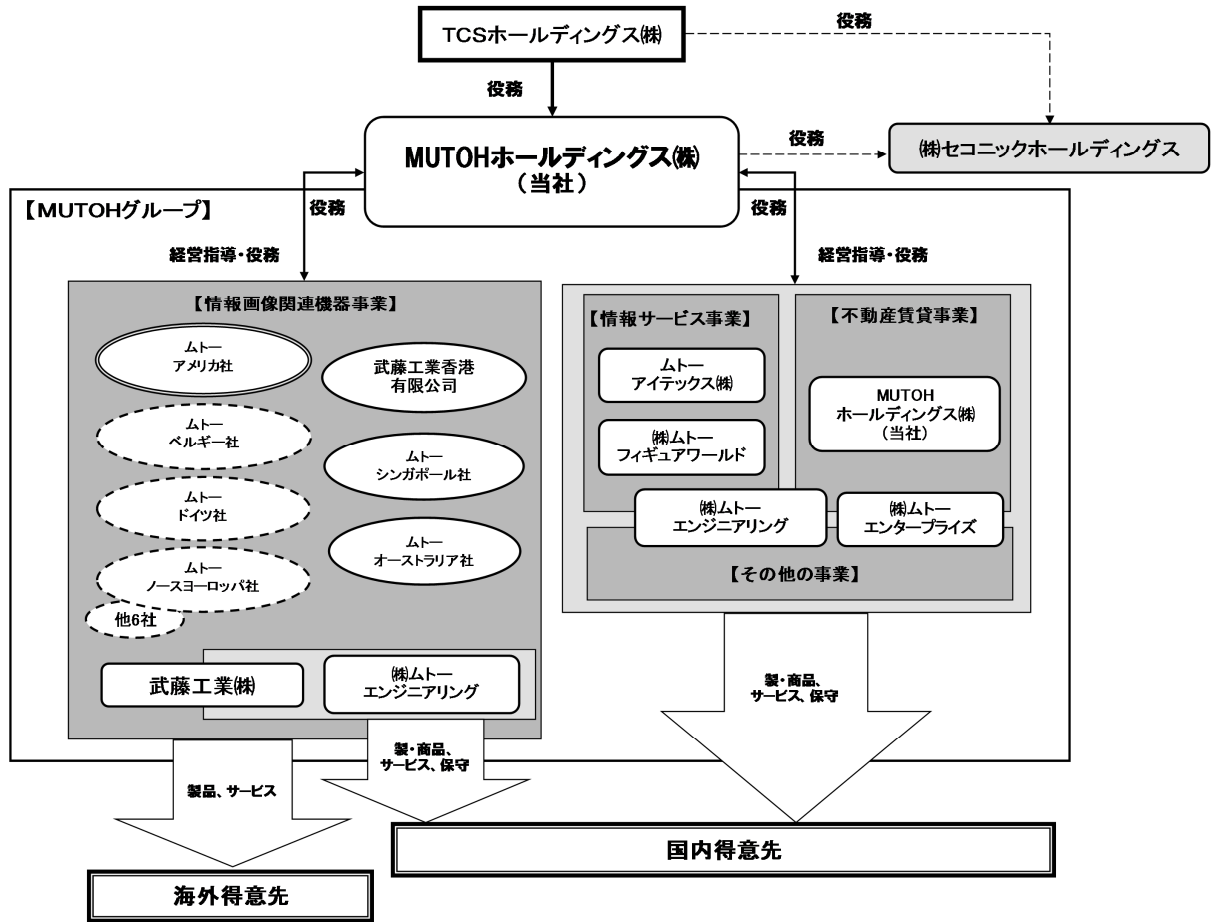 TCSホールディングス㈱
役務
役務
MUTOHホールディングス㈱
(当社)
役務
㈱セコニックホールディングス
【MUTOHグループ】
役務
経営指導・役務
役務
経営指導・役務
【情報画像関連機器事業】
ムトー
アメリカ社
武藤工業香港
有限公司
ムトー
ベルギー社
ムトー
シンガポール社
ムトー
ドイツ社
ムトー
オーストラリア社
ムトー
ノースヨーロッパ社
他6社
武藤工業㈱
㈱ムトー
エンジニアリング
【情報サービス事業】
ムトー
アイテックス㈱
㈱ムトー
フィギュアワールド
【不動産賃貸事業】
MUTOH
ホールディングス㈱
(当社)
㈱ムトー
エンジニアリング
㈱ムトー
エンタープライズ
【その他の事業】
製品、サービス
製・商品、
サービス、保守
製・商品、
サービス、保守
海外得意先
国内得意先